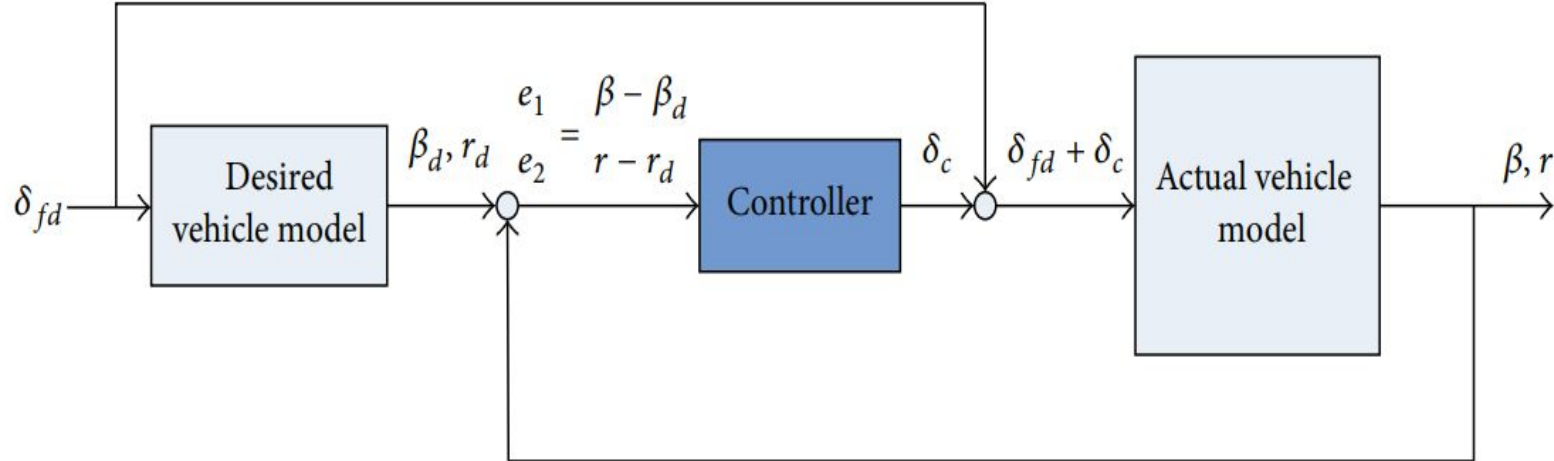 δ_fd
Desired
vehicle model
β_d, r_d
e_1 = β − β_d
e_2 r − r_d
Controller
δ_c
δ_fd + δ_c
Actual vehicle
model
β, r